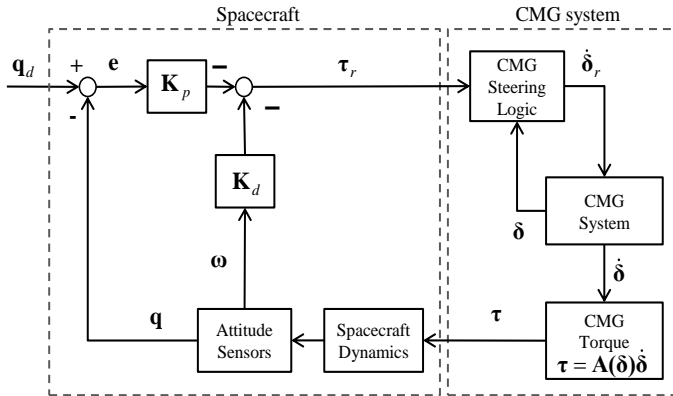 Spacecraft
CMG system
q_d
+
e
K_p
−
τ_r
CMG
Steering
Logic
δ̇_r
-
−
K_d
δ
CMG
System
ω
δ̇
q
Attitude
Sensors
Spacecraft
Dynamics
τ
CMG
Torque
τ = A(δ)δ̇